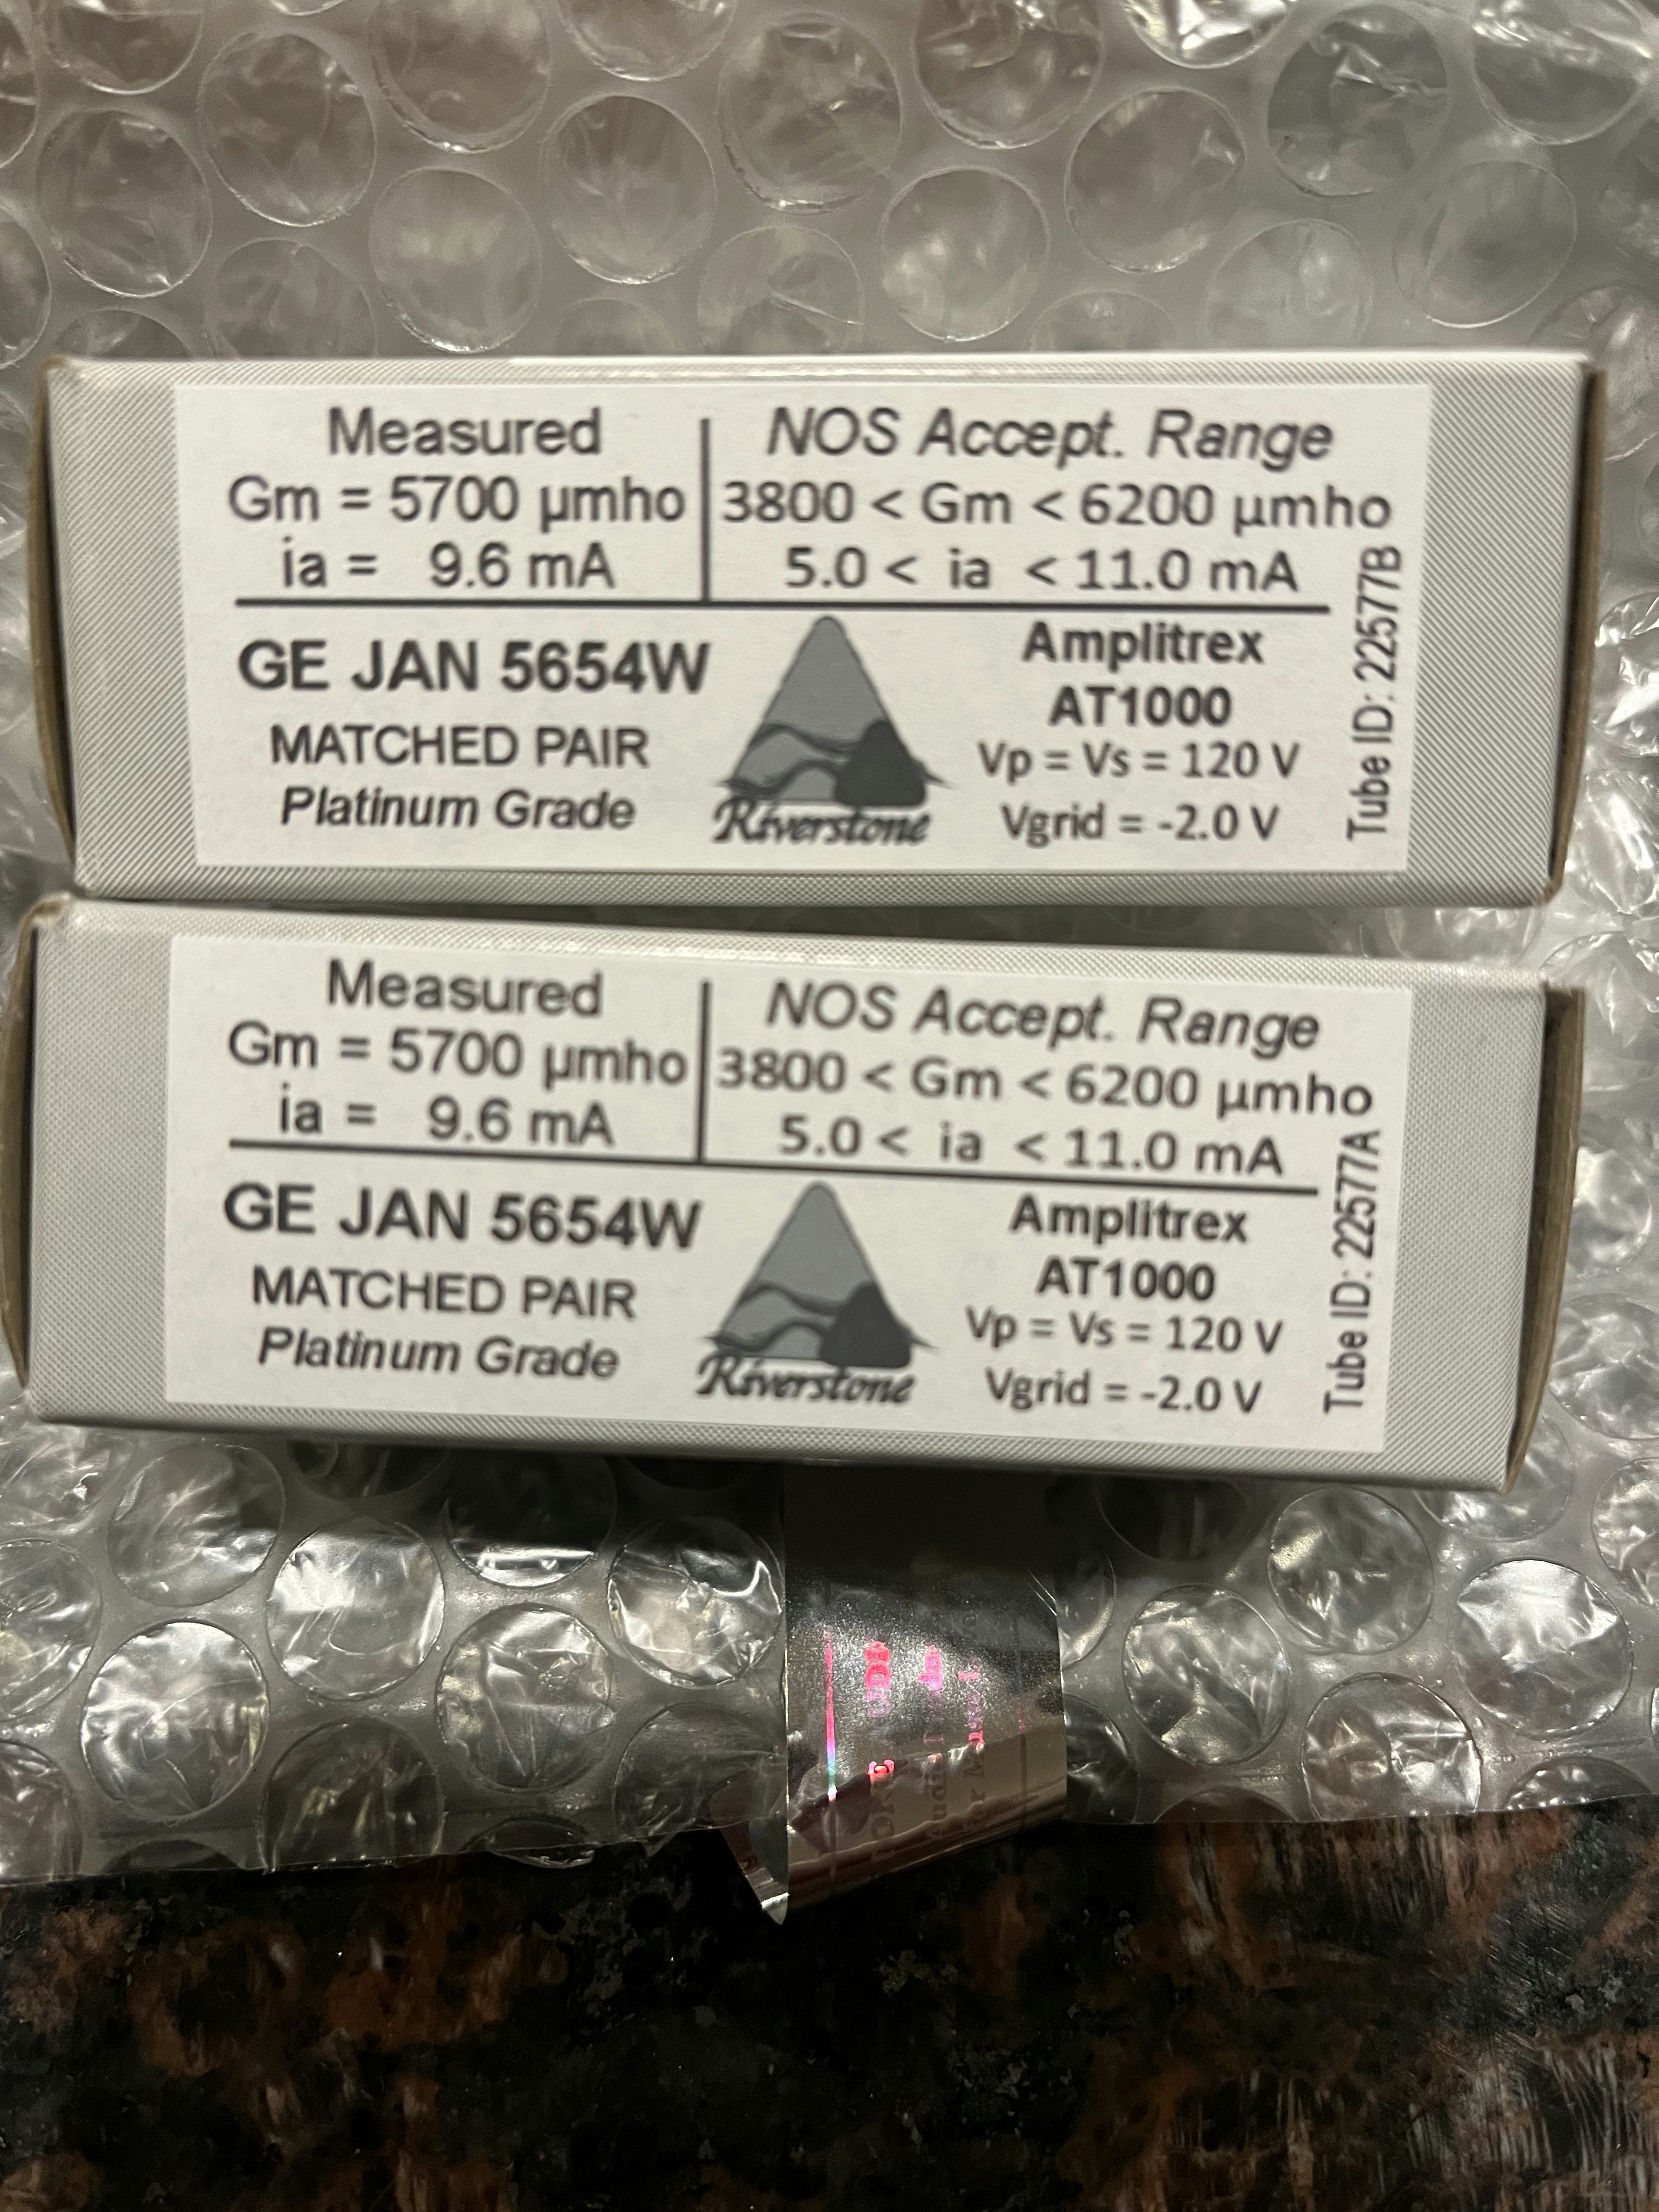 Measured
Gm = 5700 µmho
ia = 9.6 mA
NOS Accept. Range
3800 < Gm < 6200 µmho
5.0 < ia < 11.0 mA
GE JAN 5654W
MATCHED PAIR
Platinum Grade
Riverstone
Amplitrex
AT1000
Vp = Vs = 120 V
Vgrid = -2.0 V
Tube ID: 22577B
Measured
Gm = 5700 µmho
ia = 9.6 mA
NOS Accept. Range
3800 < Gm < 6200 µmho
5.0 < ia < 11.0 mA
GE JAN 5654W
MATCHED PAIR
Platinum Grade
Riverstone
Amplitrex
AT1000
Vp = Vs = 120 V
Vgrid = -2.0 V
Tube ID: 22577A